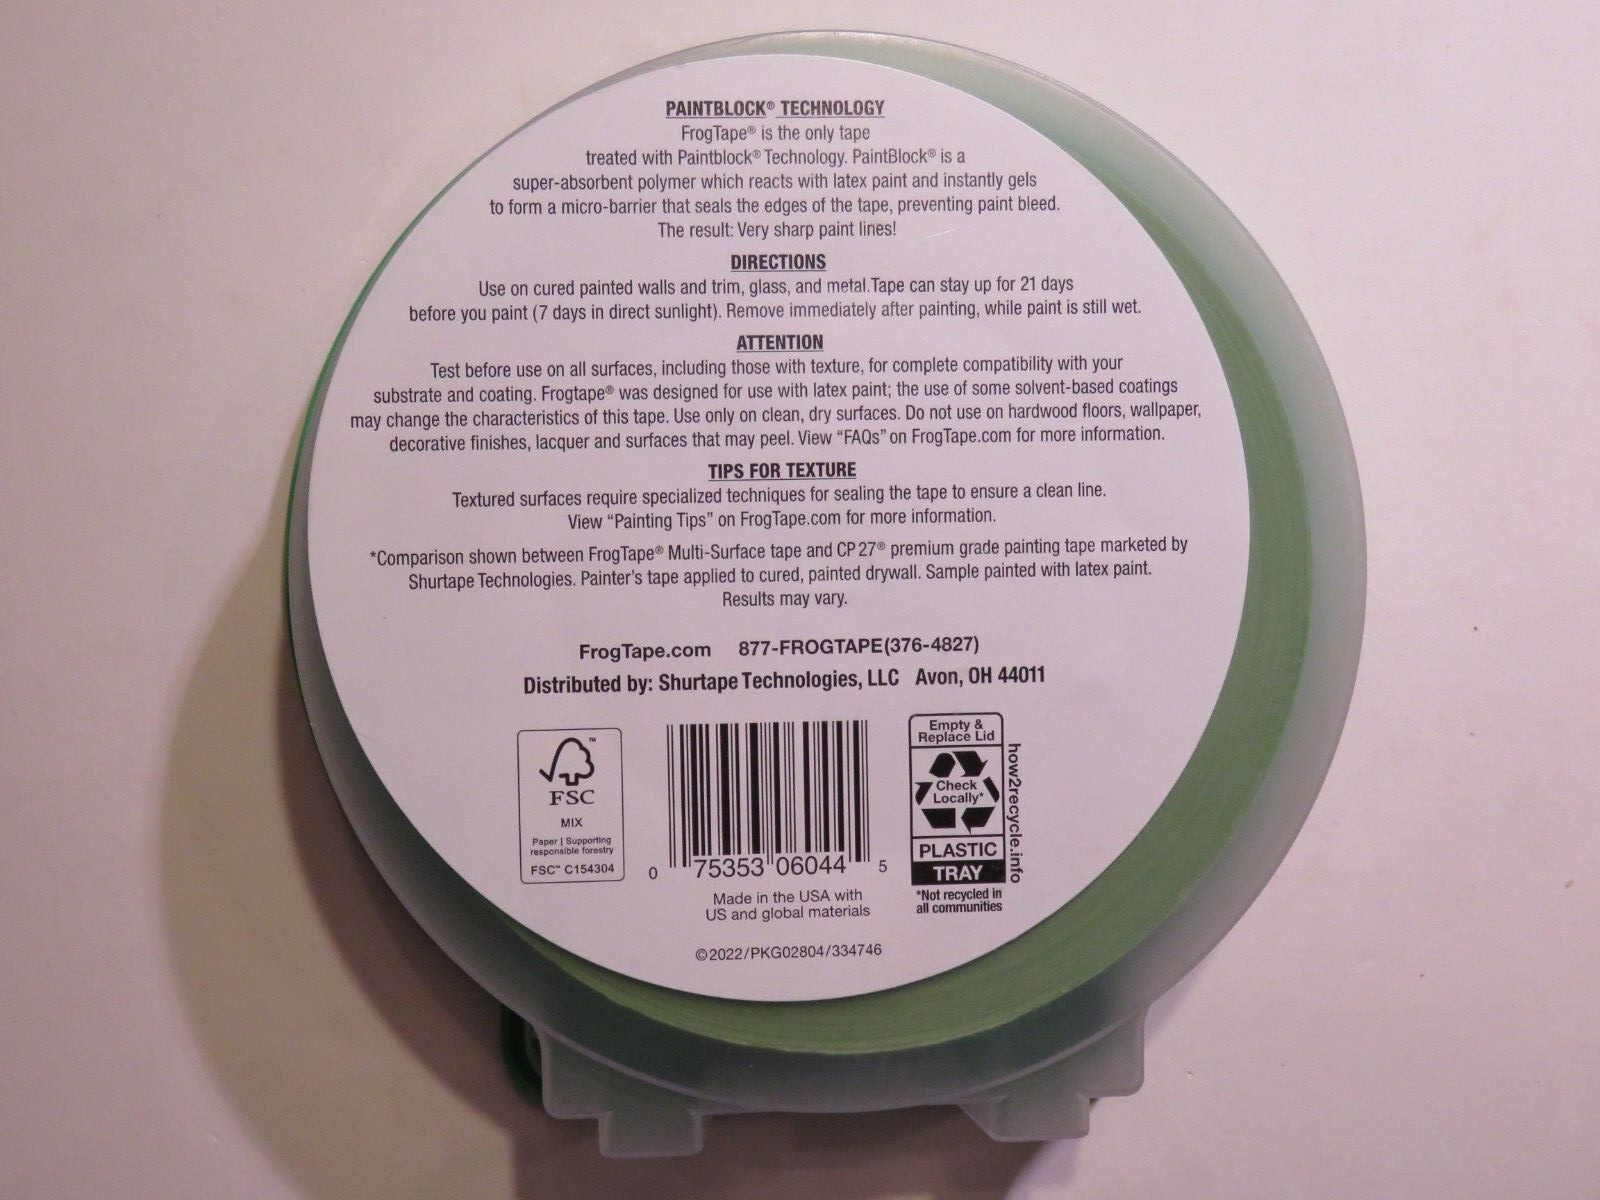 PAINTBLOCK® TECHNOLOGY
FrogTape® is the only tape
treated with Paintblock® Technology. PaintBlock® is a
super-absorbent polymer which reacts with latex paint and instantly gels
to form a micro-barrier that seals the edges of the tape, preventing paint bleed.
The result: Very sharp paint lines!
DIRECTIONS
Use on cured painted walls and trim, glass, and metal.Tape can stay up for 21 days
before you paint (7 days in direct sunlight). Remove immediately after painting, while paint is still wet.
ATTENTION
Test before use on all surfaces, including those with texture, for complete compatibility with your
substrate and coating. Frogtape® was designed for use with latex paint; the use of some solvent-based coatings
may change the characteristics of this tape. Use only on clean, dry surfaces. Do not use on hardwood floors, wallpaper,
decorative finishes, lacquer and surfaces that may peel. View “FAQs” on FrogTape.com for more information.
TIPS FOR TEXTURE
Textured surfaces require specialized techniques for sealing the tape to ensure a clean line.
View “Painting Tips” on FrogTape.com for more information.
*Comparison shown between FrogTape® Multi-Surface tape and CP 27® premium grade painting tape marketed by
Shurtape Technologies. Painter's tape applied to cured, painted drywall. Sample painted with latex paint.
Results may vary.
FrogTape.com 877-FROGTAPE(376-4827)
Distributed by: Shurtape Technologies, LLC Avon, OH 44011
™
FSC
MIX
Paper | Supporting
responsible forestry
FSC™ C154304
0 75353 06044 5
Made in the USA with
US and global materials
Empty &
Replace Lid
Check
Locally*
PLASTIC
TRAY
*Not recycled in
all communities
how2recycle.info
©2022/PKG02804/334746